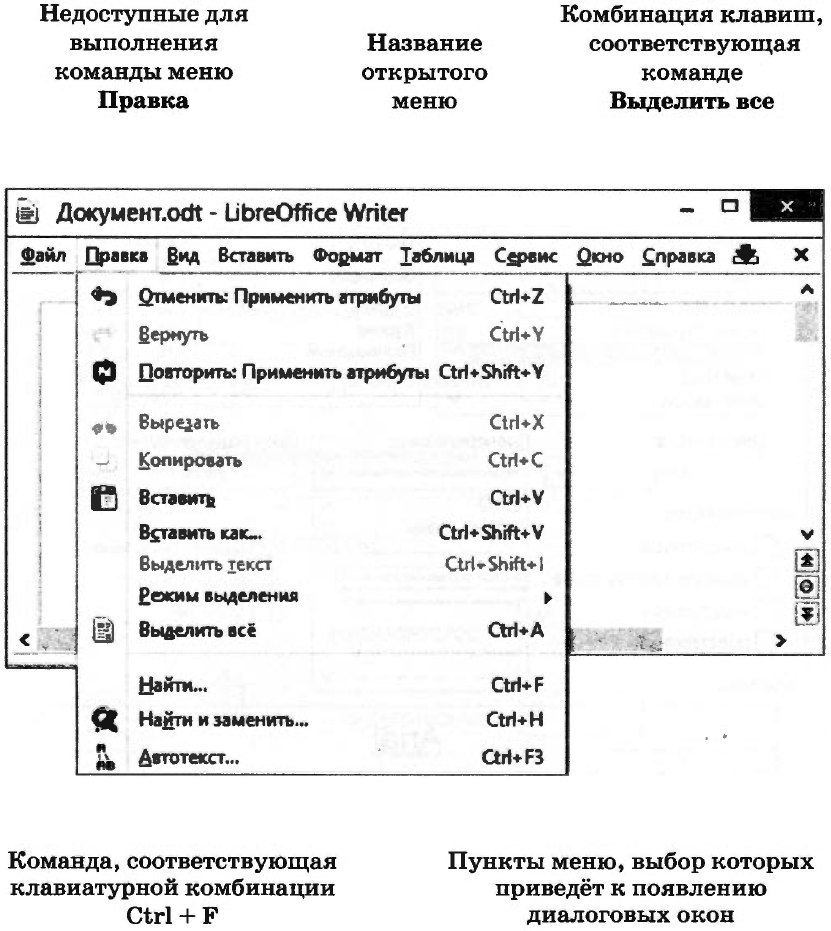 Недоступные для
выполнения
команды меню
Правка
Название
открытого
меню
Комбинация клавиш,
соответствующая
команде
Выделить все
Документ.odt - LibreOffice Writer
Файл Правка Вид Вставить Формат Таблица Сервис Окно Справка
Отменить: Применить атрибуты Ctrl+Z
Вернуть Ctrl+Y
Повторить: Применить атрибуты Ctrl+Shift+Y
Вырезать Ctrl+X
Копировать Ctrl+C
Вставить Ctrl+V
Вставить как... Ctrl+Shift+V
Выделить текст Ctrl+Shift+I
Режим выделения
Выделить всё Ctrl+A
Найти... Ctrl+F
Найти и заменить... Ctrl+H
Автотекст... Ctrl+F3
Команда, соответствующая
клавиатурной комбинации
Ctrl + F
Пункты меню, выбор которых
приведёт к появлению
диалоговых окон